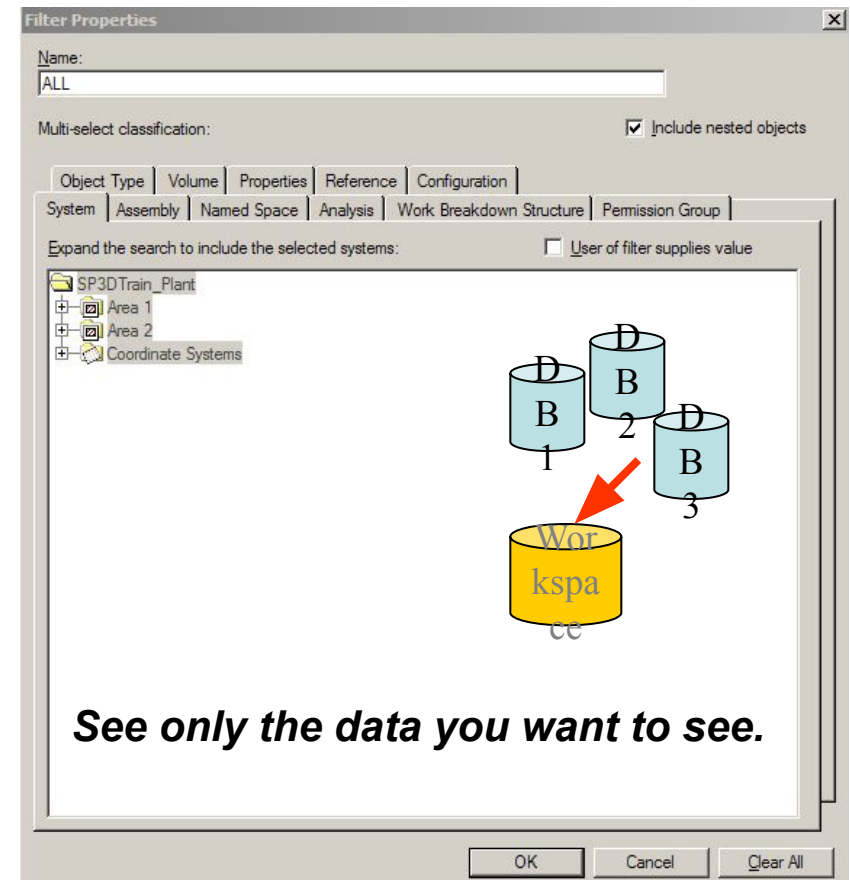 Filter Properties
Name:
ALL
Multi-select classification:
Include nested objects
Object Type Volume Properties Reference Configuration
System Assembly Named Space Analysis Work Breakdown Structure Permission Group
Expand the search to include the selected systems:
User of filter supplies value
SP3DTrain_Plant
Area 1
Area 2
Coordinate Systems
D
B
1
D
B
2
D
B
3
Wor
kspa
ce
See only the data you want to see.
OK Cancel Clear All